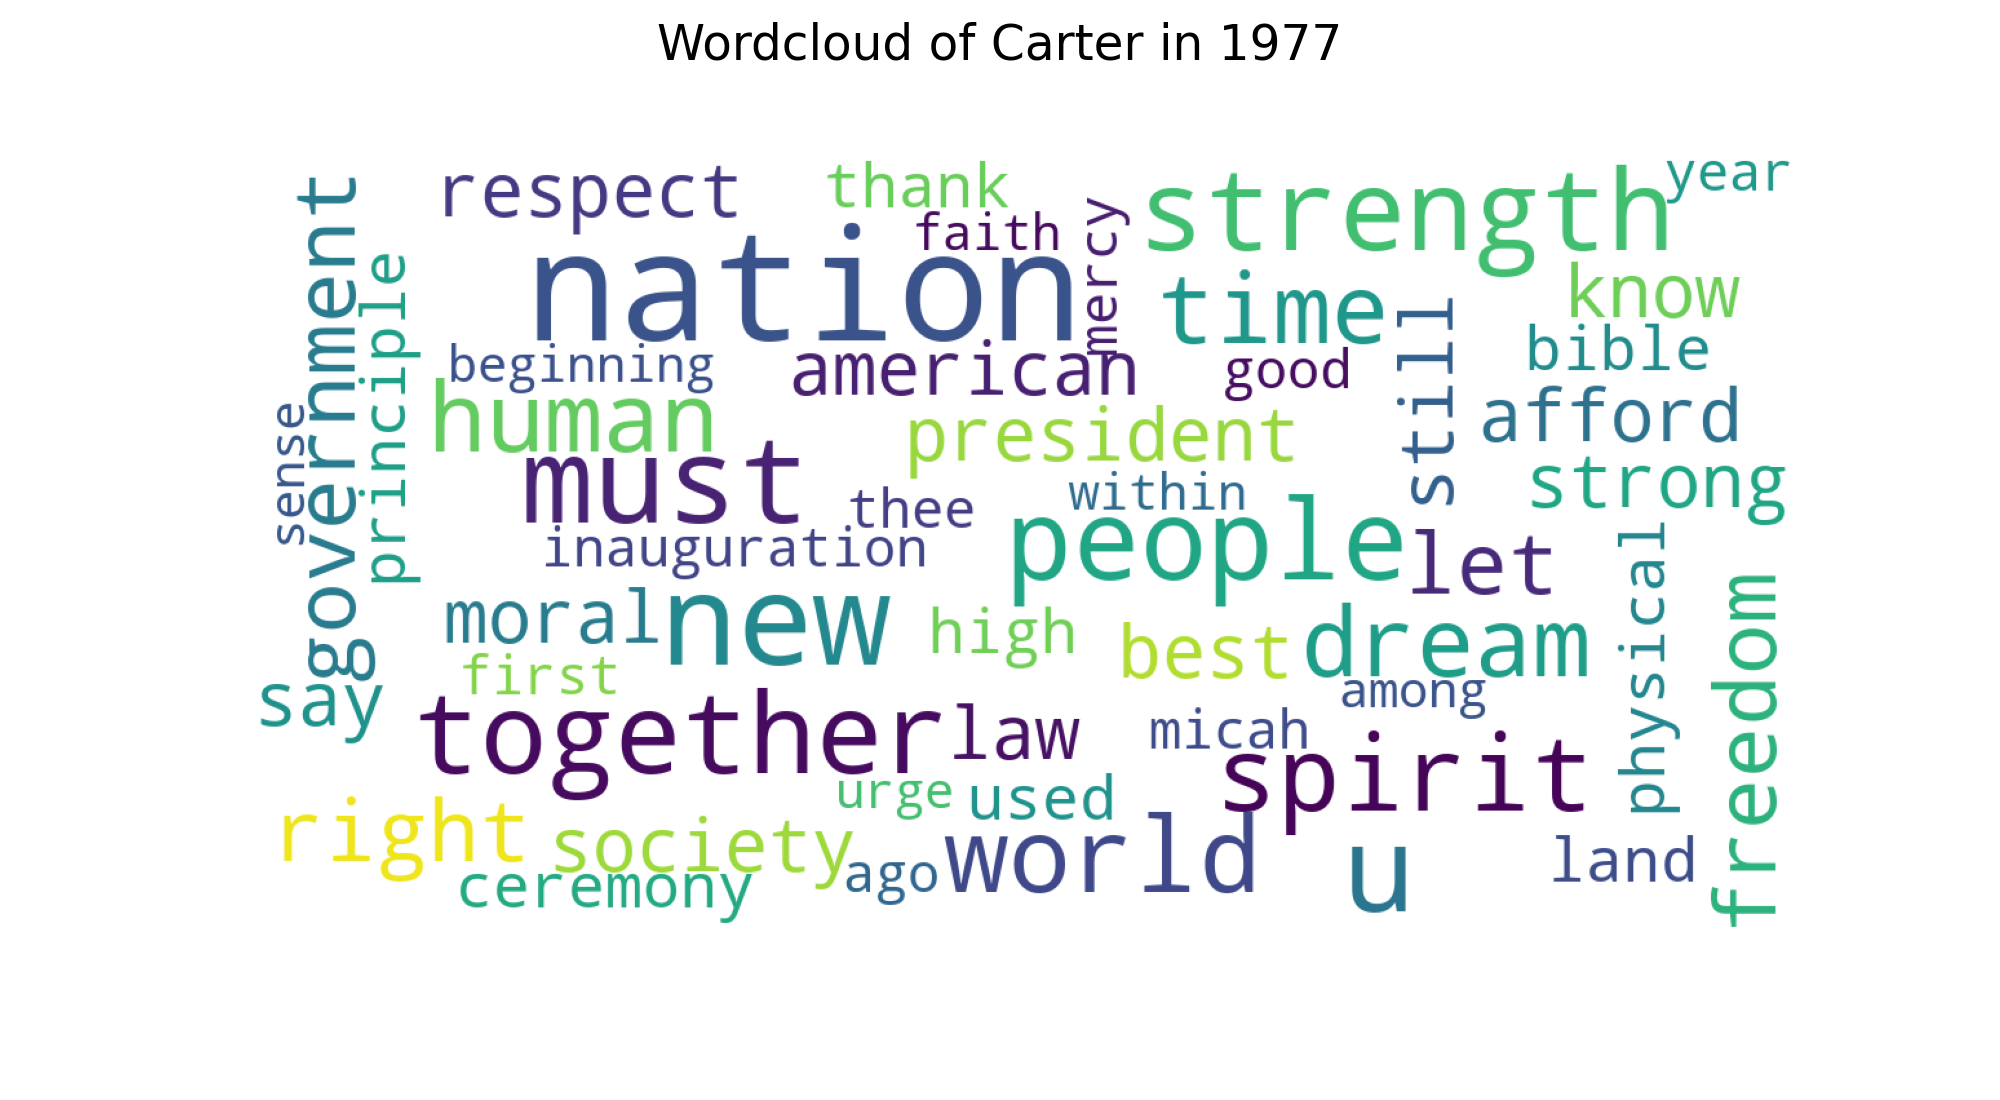 Wordcloud of Carter in 1977
respect
thank
strength
year
government
principle
faith
mercy
nation
time
know
still
bible
beginning
american
good
human
afford
president
sense
must
strong
within
thee
people
inauguration
let
physical
moral
new
high
best
dream
freedom
first
say
among
together
law
micah
spirit
urge
used
right
society
world
ago
u
land
ceremony